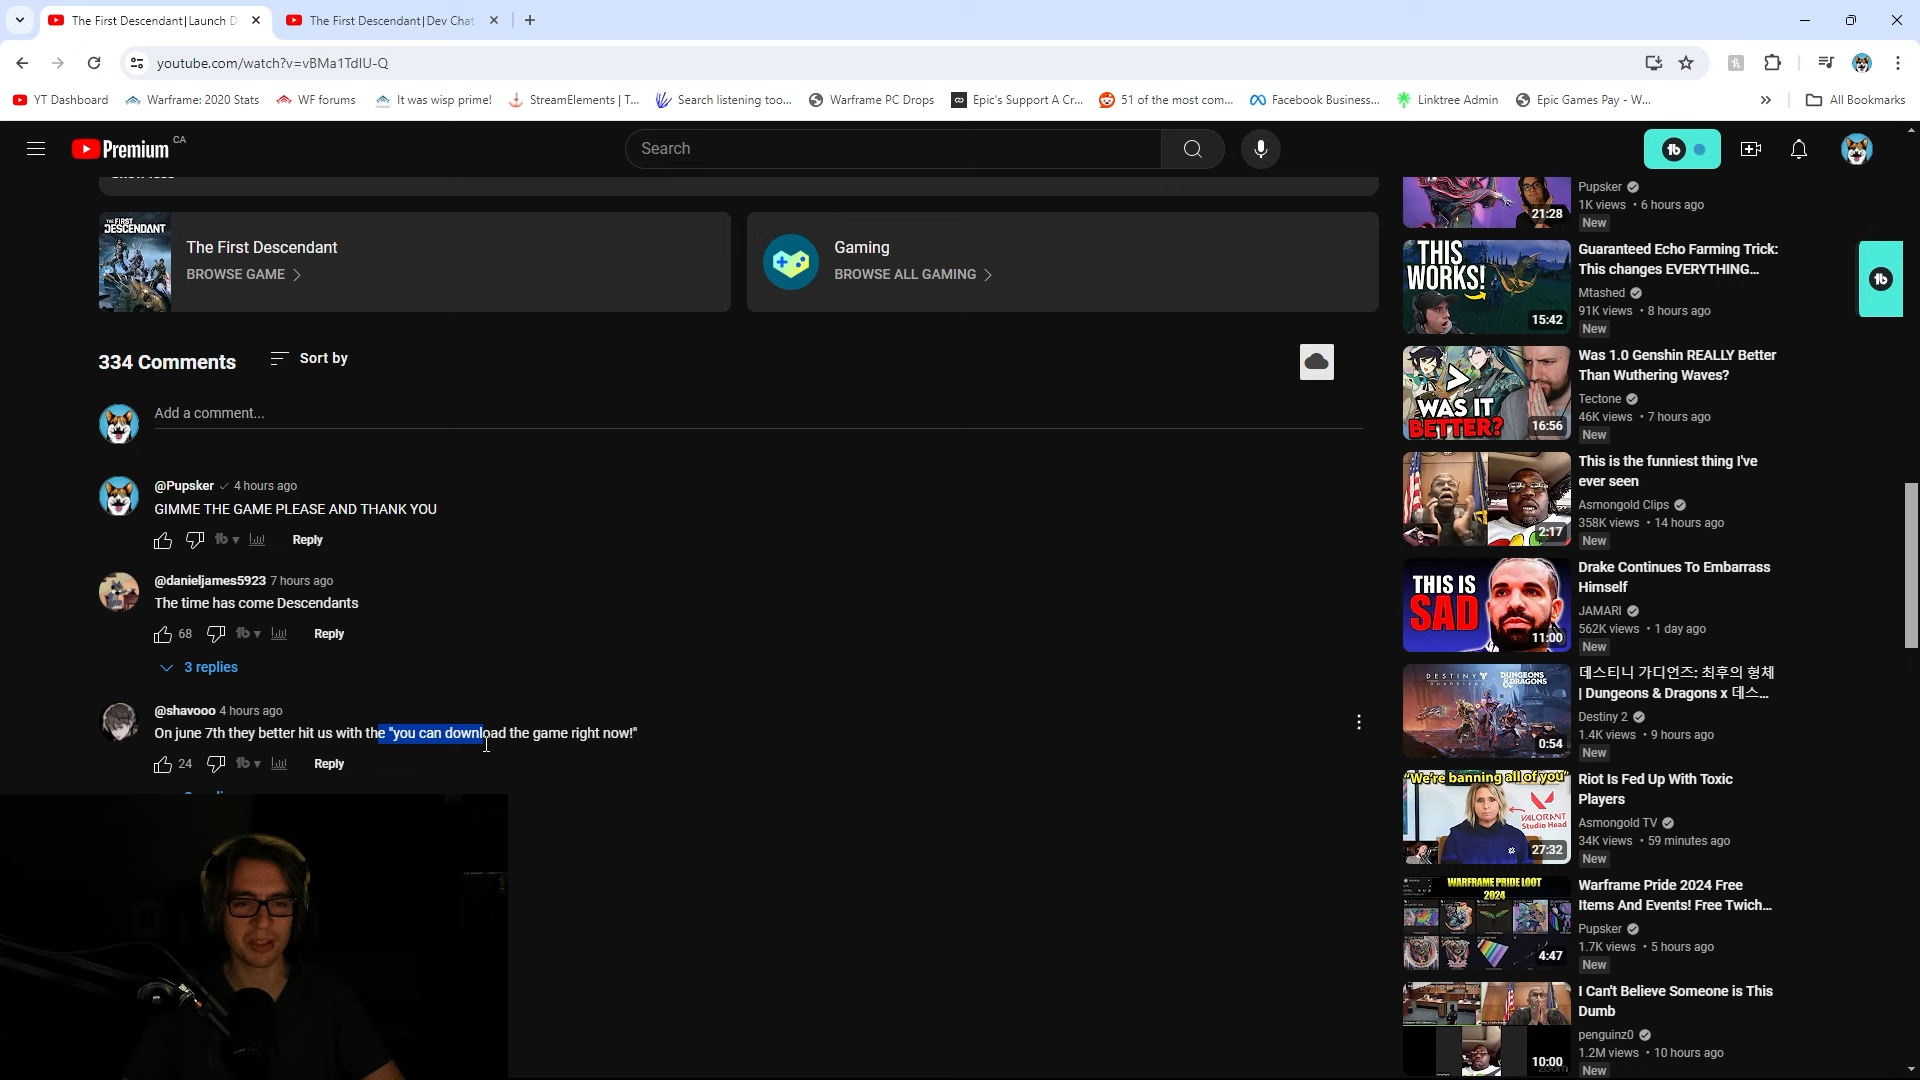 The First Descendant│Launch D
The First Descendant│Dev Chat
youtube.com/watch?v=vBMa1TdIU-Q
YT Dashboard
Warframe: 2020 Stats
WF forums
It was wisp prime!
StreamElements | T...
Search listening too...
Warframe PC Drops
Epic's Support A Cr...
51 of the most com...
Facebook Business...
Linktree Admin
Epic Games Pay - W...
All Bookmarks
Premium CA
Search
THE FIRST
DESCENDANT
The First Descendant
BROWSE GAME
Gaming
BROWSE ALL GAMING
334 Comments
Sort by
Add a comment...
@Pupsker 4 hours ago
GIMME THE GAME PLEASE AND THANK YOU
Reply
@danieljames5923 7 hours ago
The time has come Descendants
68
Reply
3 replies
@shavooo 4 hours ago
On june 7th they better hit us with the "you can download the game right now!"
24
Reply
21:28
Pupsker
1K views • 6 hours ago
New
THIS
WORKS!
15:42
Guaranteed Echo Farming Trick:
This changes EVERYTHING...
Mtashed
91K views • 8 hours ago
New
WAS IT
BETTER?
16:56
Was 1.0 Genshin REALLY Better
Than Wuthering Waves?
Tectone
46K views • 7 hours ago
New
2:17
This is the funniest thing I've
ever seen
Asmongold Clips
358K views • 14 hours ago
New
THIS IS
SAD
11:00
Drake Continues To Embarrass
Himself
JAMARI
562K views • 1 day ago
New
DESTINY
GUARDIANS
DUNGEONS
& DRAGONS
0:54
데스티니 가디언즈: 최후의 형체
| Dungeons & Dragons x 데스...
Destiny 2
1.4K views • 9 hours ago
New
"We're banning all of you"
VALORANT
Studio Head
27:32
Riot Is Fed Up With Toxic
Players
Asmongold TV
34K views • 59 minutes ago
New
WARFRAME PRIDE LOOT
2024
4:47
Warframe Pride 2024 Free
Items And Events! Free Twich...
Pupsker
1.7K views • 5 hours ago
New
10:00
I Can't Believe Someone is This
Dumb
penguinz0
1.2M views • 10 hours ago
New